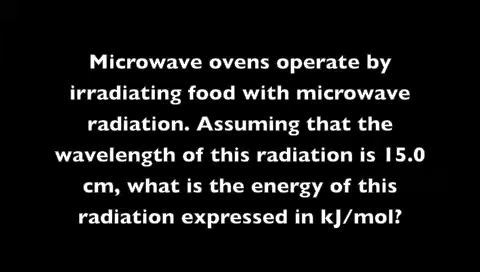 Microwave ovens operate by
irradiating food with microwave
radiation. Assuming that the
wavelength of this radiation is 15.0
cm, what is the energy of this
radiation expressed in kJ/mol?